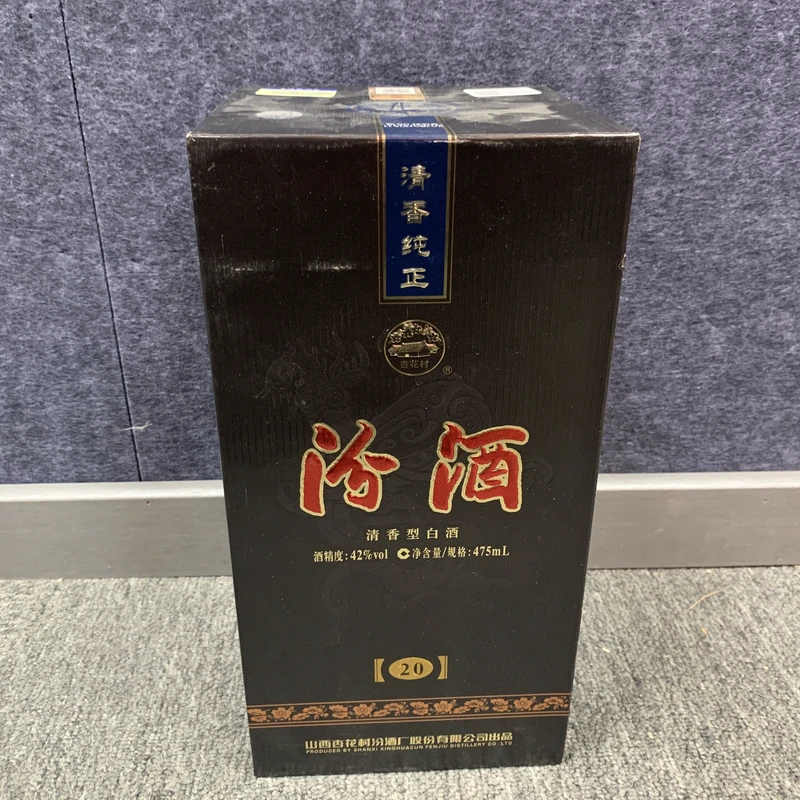 清香纯正
杏花村
®
汾酒
清香型白酒
酒精度:42%vol 净含量/规格:475mL
【20】
山西杏花村汾酒厂股份有限公司出品
PRODUCED BY SHANXI XINGHUACUN FENJIU DISTILLERY CO LTD